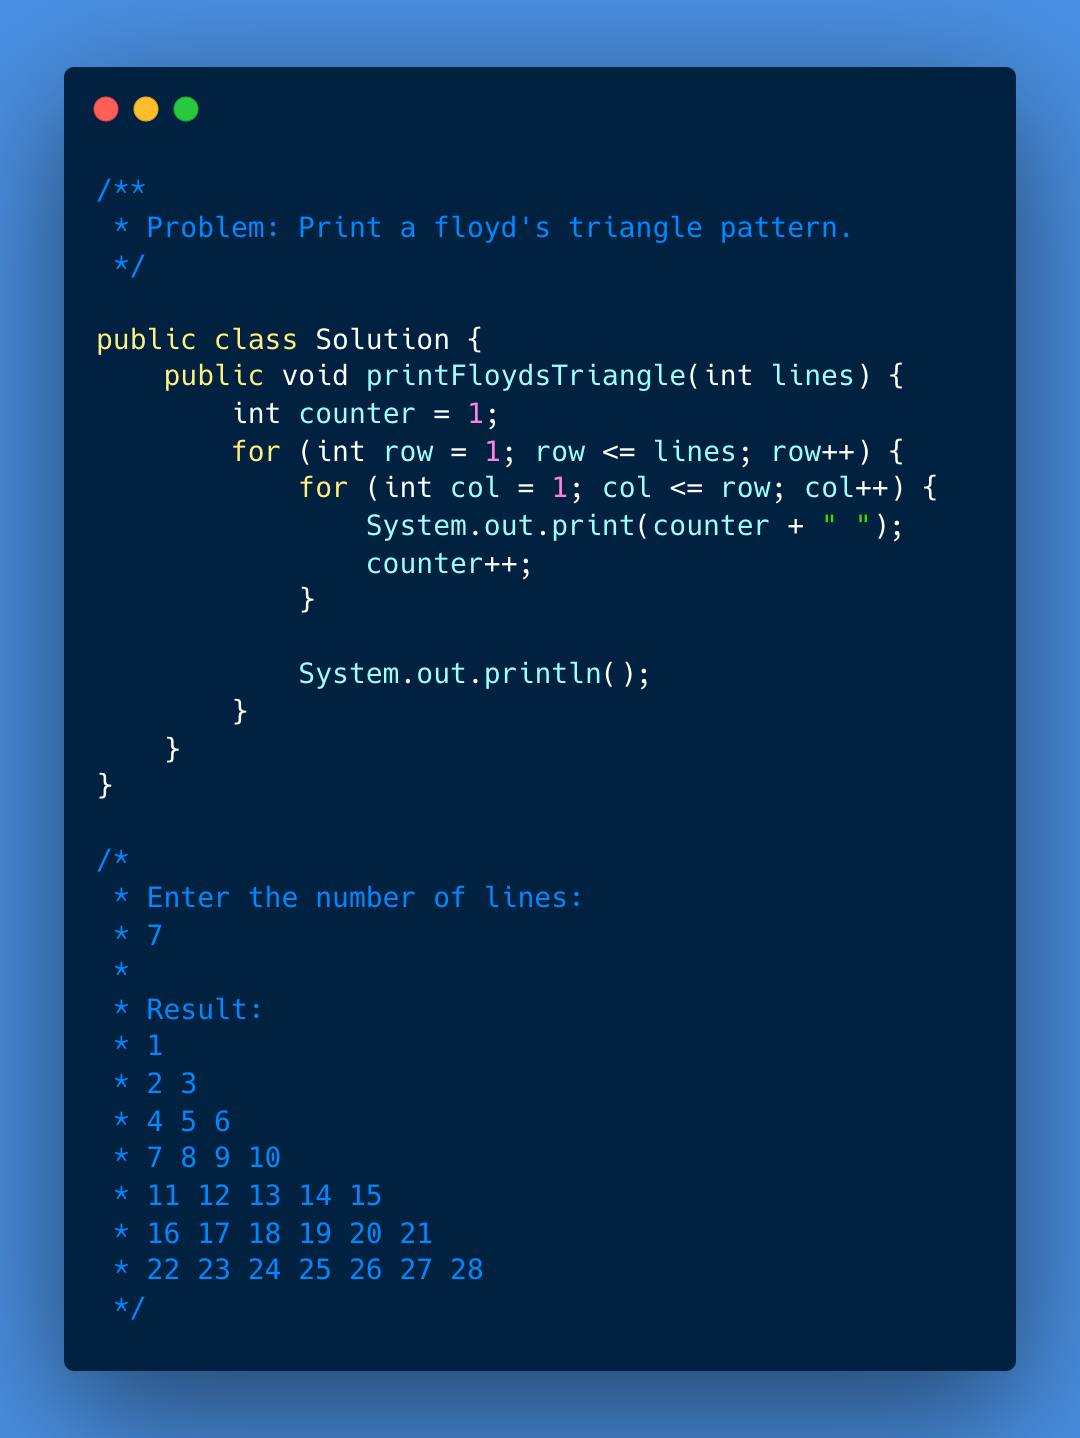 /**
 * Problem: Print a floyd's triangle pattern.
 */

public class Solution {
    public void printFloydsTriangle(int lines) {
        int counter = 1;
        for (int row = 1; row <= lines; row++) {
            for (int col = 1; col <= row; col++) {
                System.out.print(counter + " ");
                counter++;
            }

            System.out.println();
        }
    }
}

/*
 * Enter the number of lines:
 * 7
 *
 * Result:
 * 1
 * 2 3
 * 4 5 6
 * 7 8 9 10
 * 11 12 13 14 15
 * 16 17 18 19 20 21
 * 22 23 24 25 26 27 28
 */